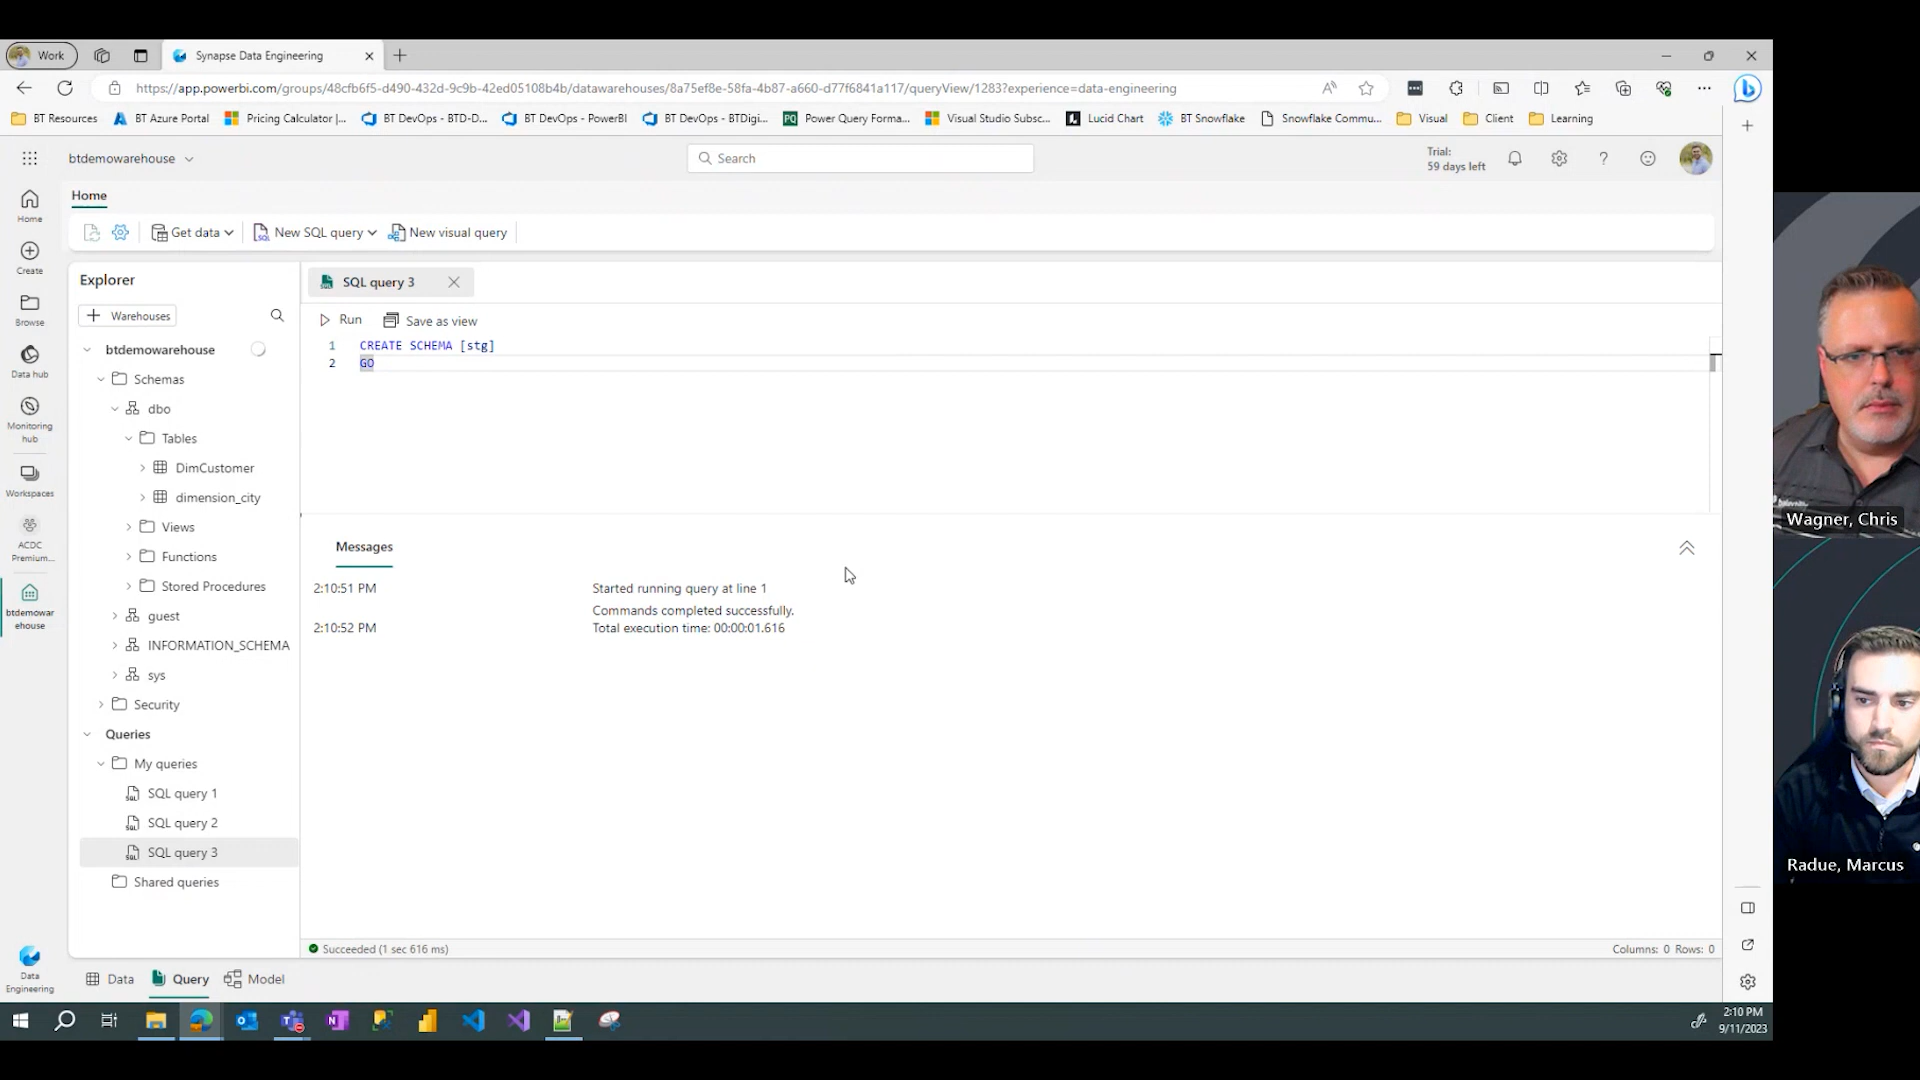 Work
Synapse Data Engineering
https://app.powerbi.com/groups/48cfb6f5-d490-432d-9c9b-42ed05108b4b/datawarehouses/8a75ef8e-58fa-4b87-a660-d77f6841a117/queryView/1283?experience=data-engineering
BT Resources
BT Azure Portal
Pricing Calculator |...
BT DevOps - BTD-D...
BT DevOps - PowerBI
BT DevOps - BTDigi...
Power Query Forma...
Visual Studio Subsc...
Lucid Chart
BT Snowflake
Snowflake Commu...
Visual
Client
Learning
btdemowarehouse
Search
Trial:
59 days left
Home
Get data
New SQL query
New visual query
Home
Create
Browse
Data hub
Monitoring
hub
Workspaces
ACDC
Premium...
btdemowar
ehouse
Data
Engineering
Explorer
Warehouses
btdemowarehouse
Schemas
dbo
Tables
DimCustomer
dimension_city
Views
Functions
Stored Procedures
guest
INFORMATION_SCHEMA
sys
Security
Queries
My queries
SQL query 1
SQL query 2
SQL query 3
Shared queries
SQL query 3
Run
Save as view
1 CREATE SCHEMA [stg]
2 GO
Messages
2:10:51 PM Started running query at line 1
Commands completed successfully.
2:10:52 PM Total execution time: 00:00:01.616
Succeeded (1 sec 616 ms)
Columns: 0 Rows: 0
Data
Query
Model
2:10 PM
9/11/2023
Wagner, Chris
Radue, Marcus